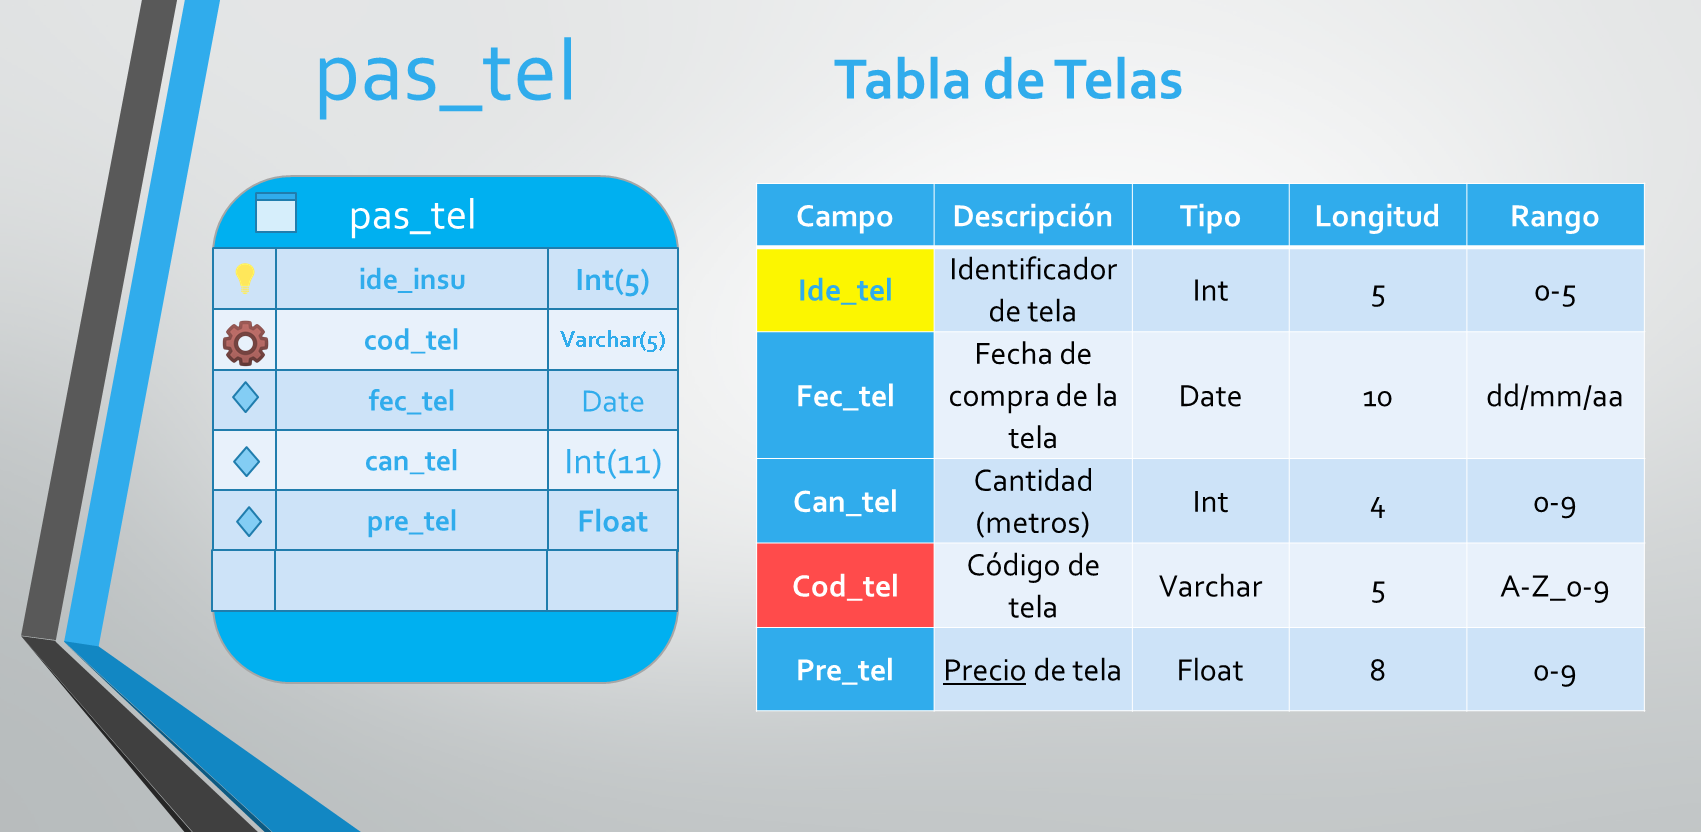 pas_tel
Tabla de Telas
pas_tel
ide_insu Int(5)
cod_tel Varchar(5)
fec_tel Date
can_tel Int(11)
pre_tel Float
Campo Descripción Tipo Longitud Rango
Ide_tel Identificador de tela Int 5 0-5
Fec_tel Fecha de compra de la tela Date 10 dd/mm/aa
Can_tel Cantidad (metros) Int 4 0-9
Cod_tel Código de tela Varchar 5 A-Z_0-9
Pre_tel Precio de tela Float 8 0-9